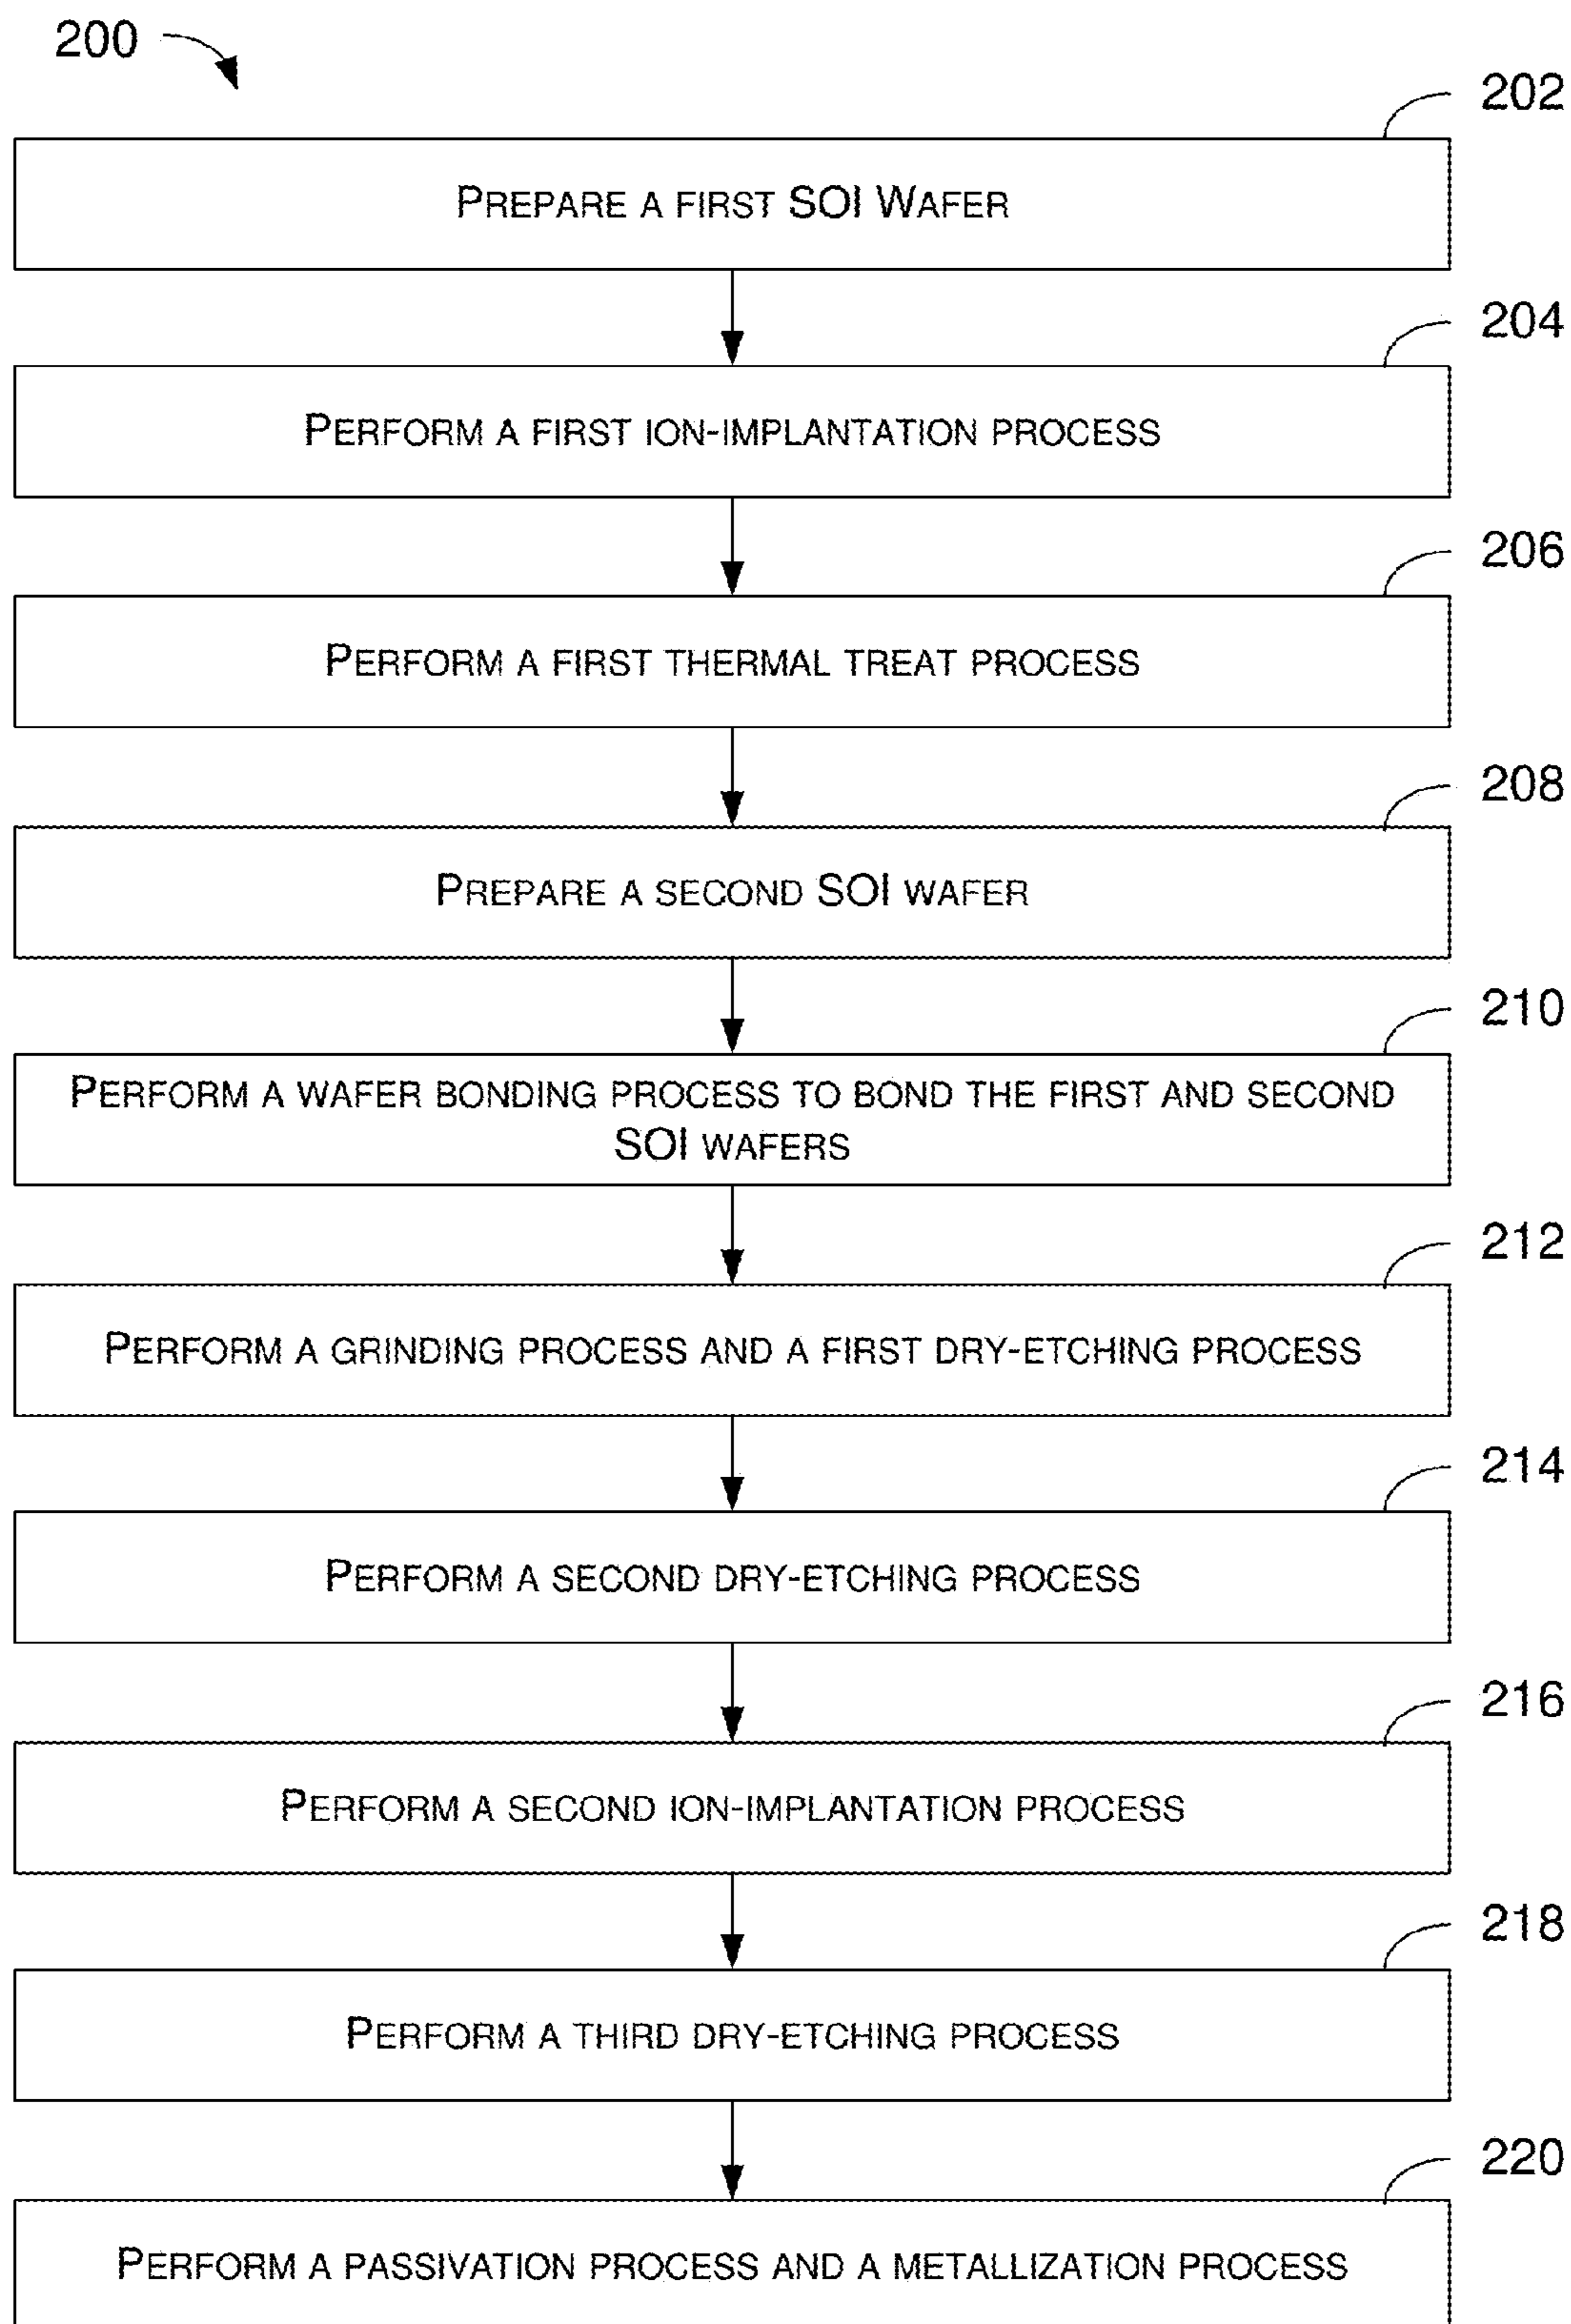 200
202
PREPARE A FIRST SOI WAFER
204
PERFORM A FIRST ION-IMPLANTATION PROCESS
206
PERFORM A FIRST THERMAL TREAT PROCESS
208
PREPARE A SECOND SOI WAFER
210
PERFORM A WAFER BONDING PROCESS TO BOND THE FIRST AND SECOND
SOI WAFERS
212
PERFORM A GRINDING PROCESS AND A FIRST DRY-ETCHING PROCESS
214
PERFORM A SECOND DRY-ETCHING PROCESS
216
PERFORM A SECOND ION-IMPLANTATION PROCESS
218
PERFORM A THIRD DRY-ETCHING PROCESS
220
PERFORM A PASSIVATION PROCESS AND A METALLIZATION PROCESS